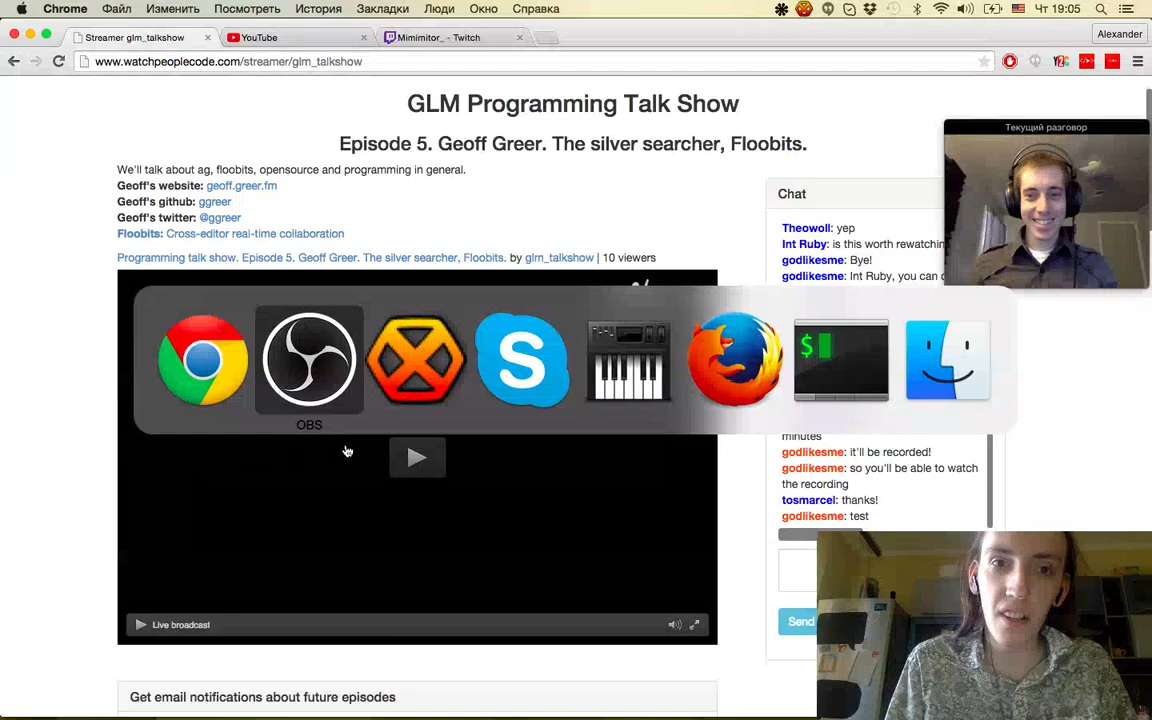 Chrome Файл Изменить Посмотреть История Закладки Люди Окно Справка Чт 19:05
Streamer glm_talkshow YouTube Mimimitor_ - Twitch Alexander
www.watchpeoplecode.com/streamer/glm_talkshow
GLM Programming Talk Show
Episode 5. Geoff Greer. The silver searcher, Floobits.
We'll talk about ag, floobits, opensource and programming in general.
Geoff's website: geoff.greer.fm
Geoff's github: ggreer
Geoff's twitter: @ggreer
Floobits: Cross-editor real-time collaboration
Programming talk show. Episode 5. Geoff Greer. The silver searcher, Floobits. by glm_talkshow | 10 viewers
Текущий разговор
Chat
Theowoll: yep
Int Ruby: is this worth rewatchin
godlikesme: Bye!
godlikesme: Int Ruby, you can
S
$
OBS
minutes
godlikesme: it'll be recorded!
godlikesme: so you'll be able to watch
the recording
tosmarcel: thanks!
godlikesme: test
Send
Live broadcast
Get email notifications about future episodes